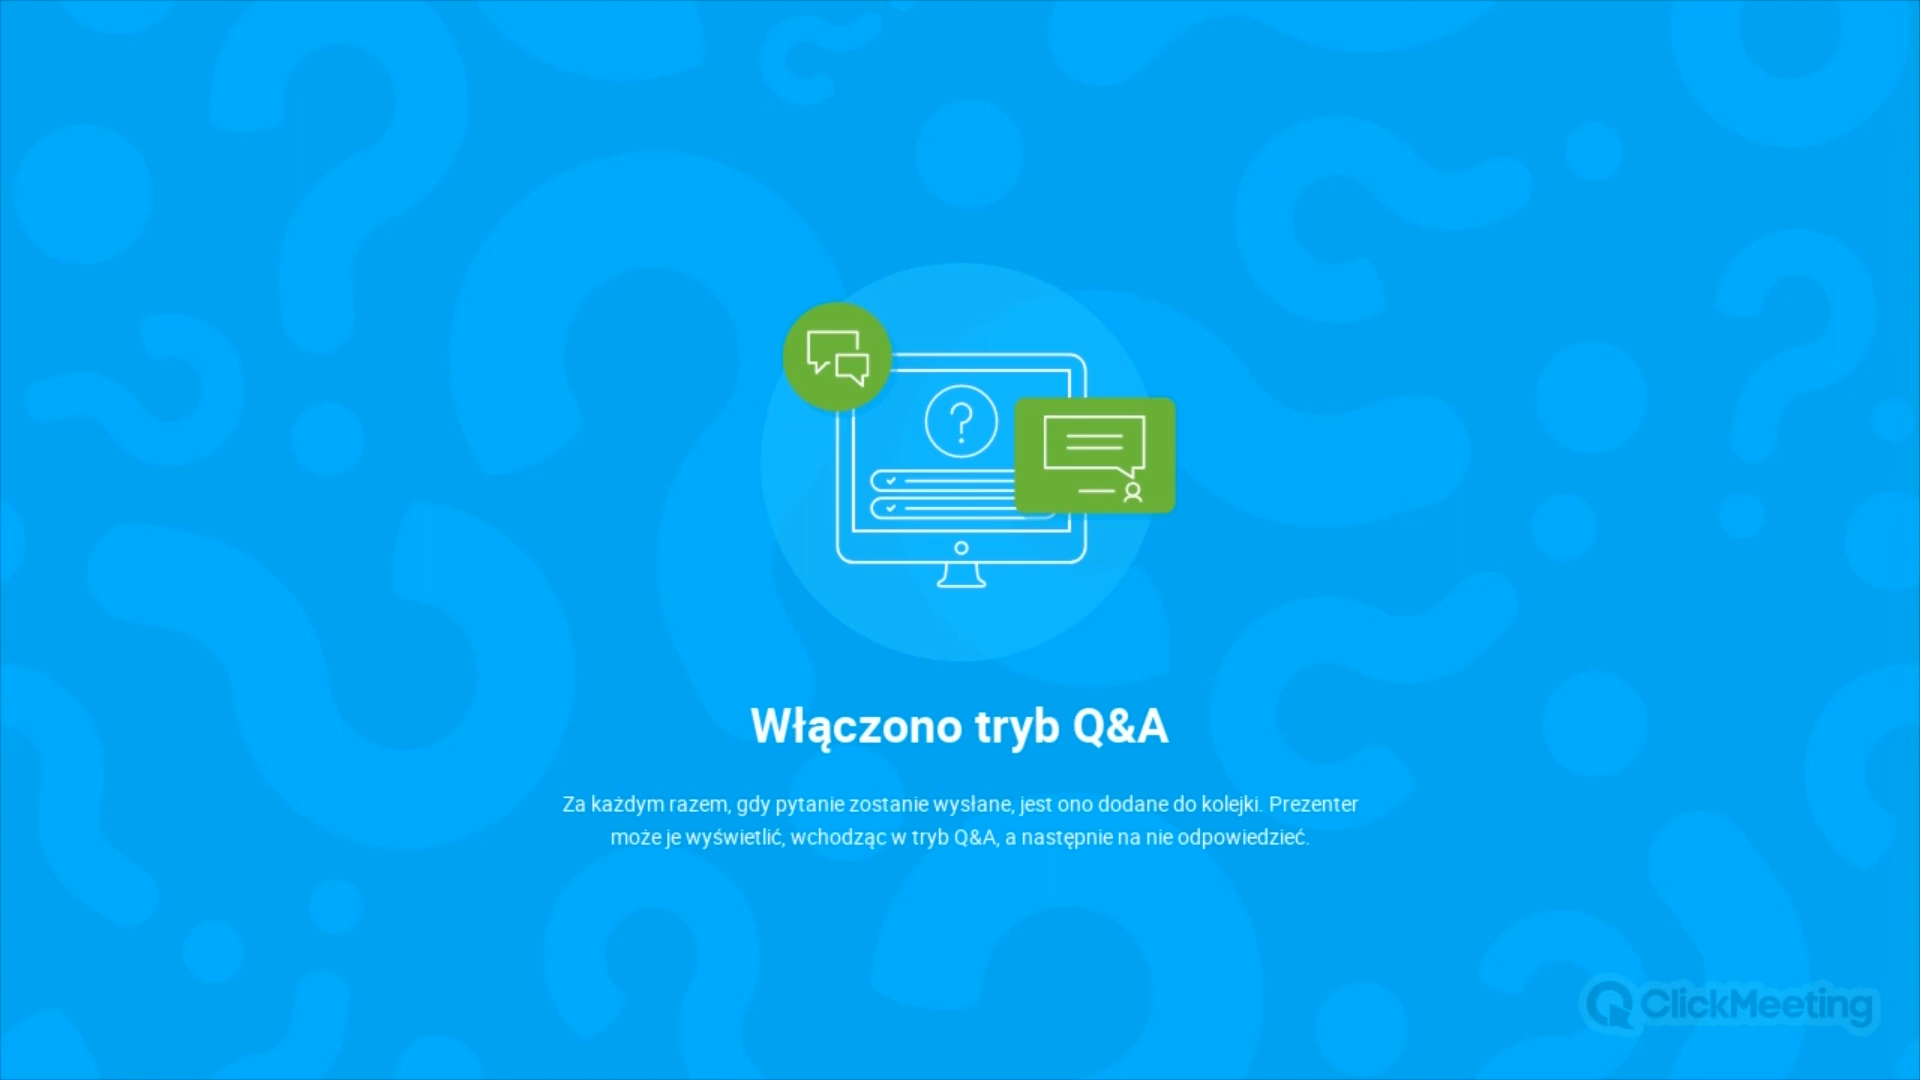 Włączono tryb Q&A
Za każdym razem, gdy pytanie zostanie wysłane, jest ono dodane do kolejki. Prezenter
może je wyświetlić, wchodząc w tryb Q&A, a następnie na nie odpowiedzieć.
ClickMeeting